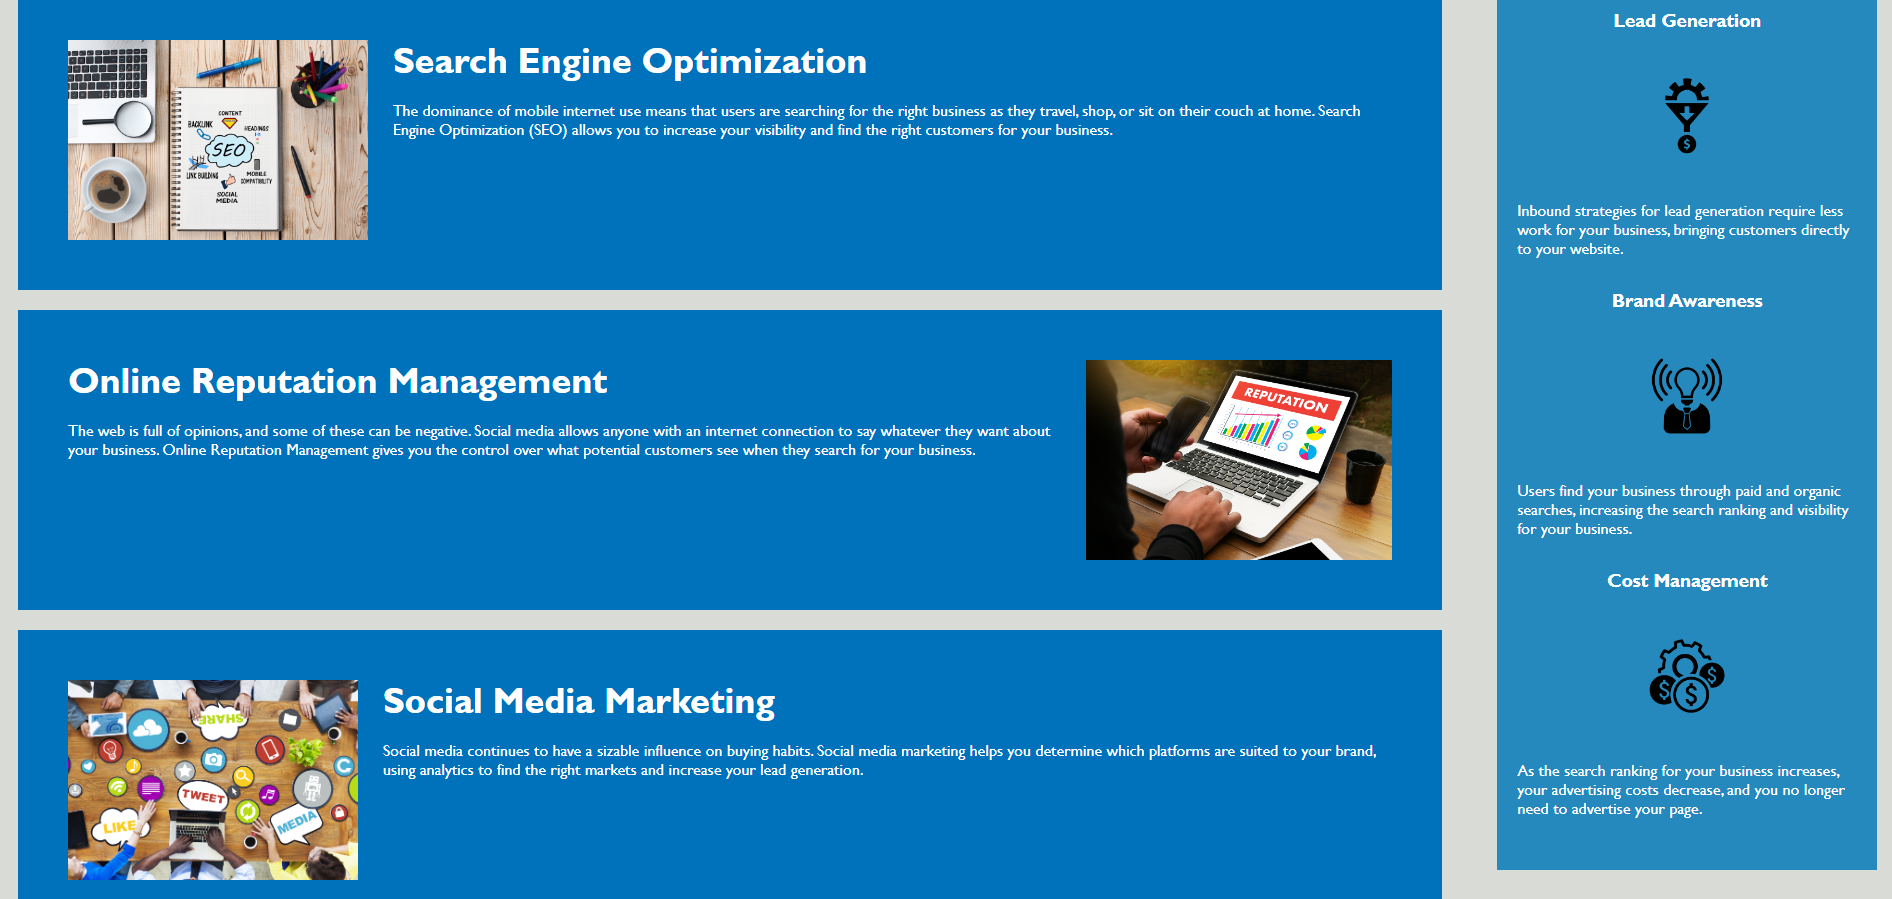 Search Engine Optimization
The dominance of mobile internet use means that users are searching for the right business as they travel, shop, or sit on their couch at home. Search
Engine Optimization (SEO) allows you to increase your visibility and find the right customers for your business.
CONTENT
BACKLINK
HEADINGS
SEO
LINK BUILDING
MOBILE
COMPATIBILITY
SOCIAL
MEDIA
Online Reputation Management
The web is full of opinions, and some of these can be negative. Social media allows anyone with an internet connection to say whatever they want about
your business. Online Reputation Management gives you the control over what potential customers see when they search for your business.
REPUTATION
Social Media Marketing
Social media continues to have a sizable influence on buying habits. Social media marketing helps you determine which platforms are suited to your brand,
using analytics to find the right markets and increase your lead generation.
SHARE
TWEET
LIKE
MEDIA
Lead Generation
$
Inbound strategies for lead generation require less
work for your business, bringing customers directly
to your website.
Brand Awareness
Users find your business through paid and organic
searches, increasing the search ranking and visibility
for your business.
Cost Management
$ $ $
As the search ranking for your business increases,
your advertising costs decrease, and you no longer
need to advertise your page.